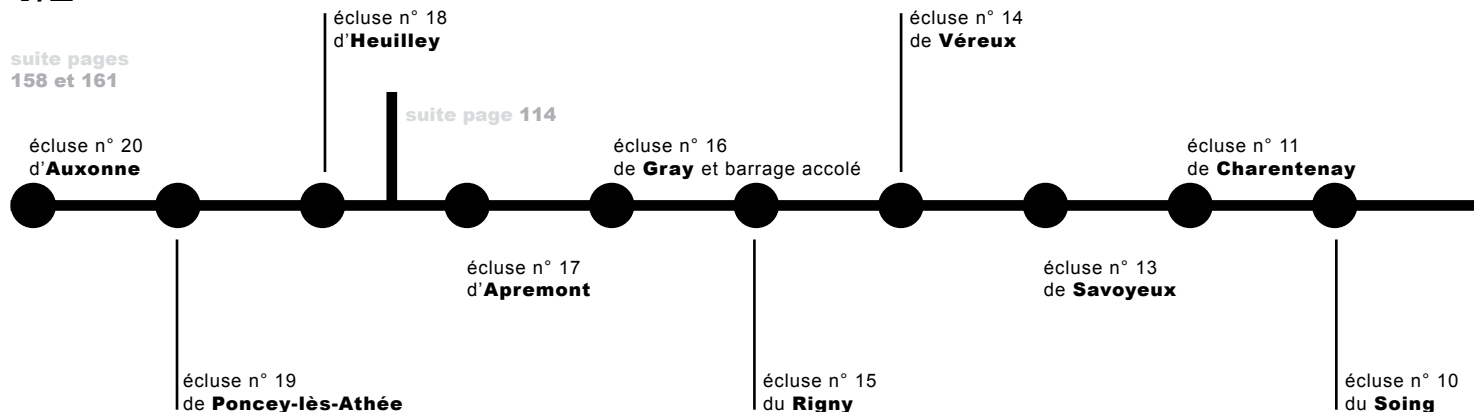 écluse n° 18
d'Heuilley
écluse n° 14
de Véreux
suite pages
158 et 161
suite page 114
écluse n° 20
d'Auxonne
écluse n° 16
de Gray et barrage accolé
écluse n° 11
de Charentenay
écluse n° 17
d'Apremont
écluse n° 13
de Savoyeux
écluse n° 19
de Poncey-lès-Athée
écluse n° 15
du Rigny
écluse n° 10
du Soing